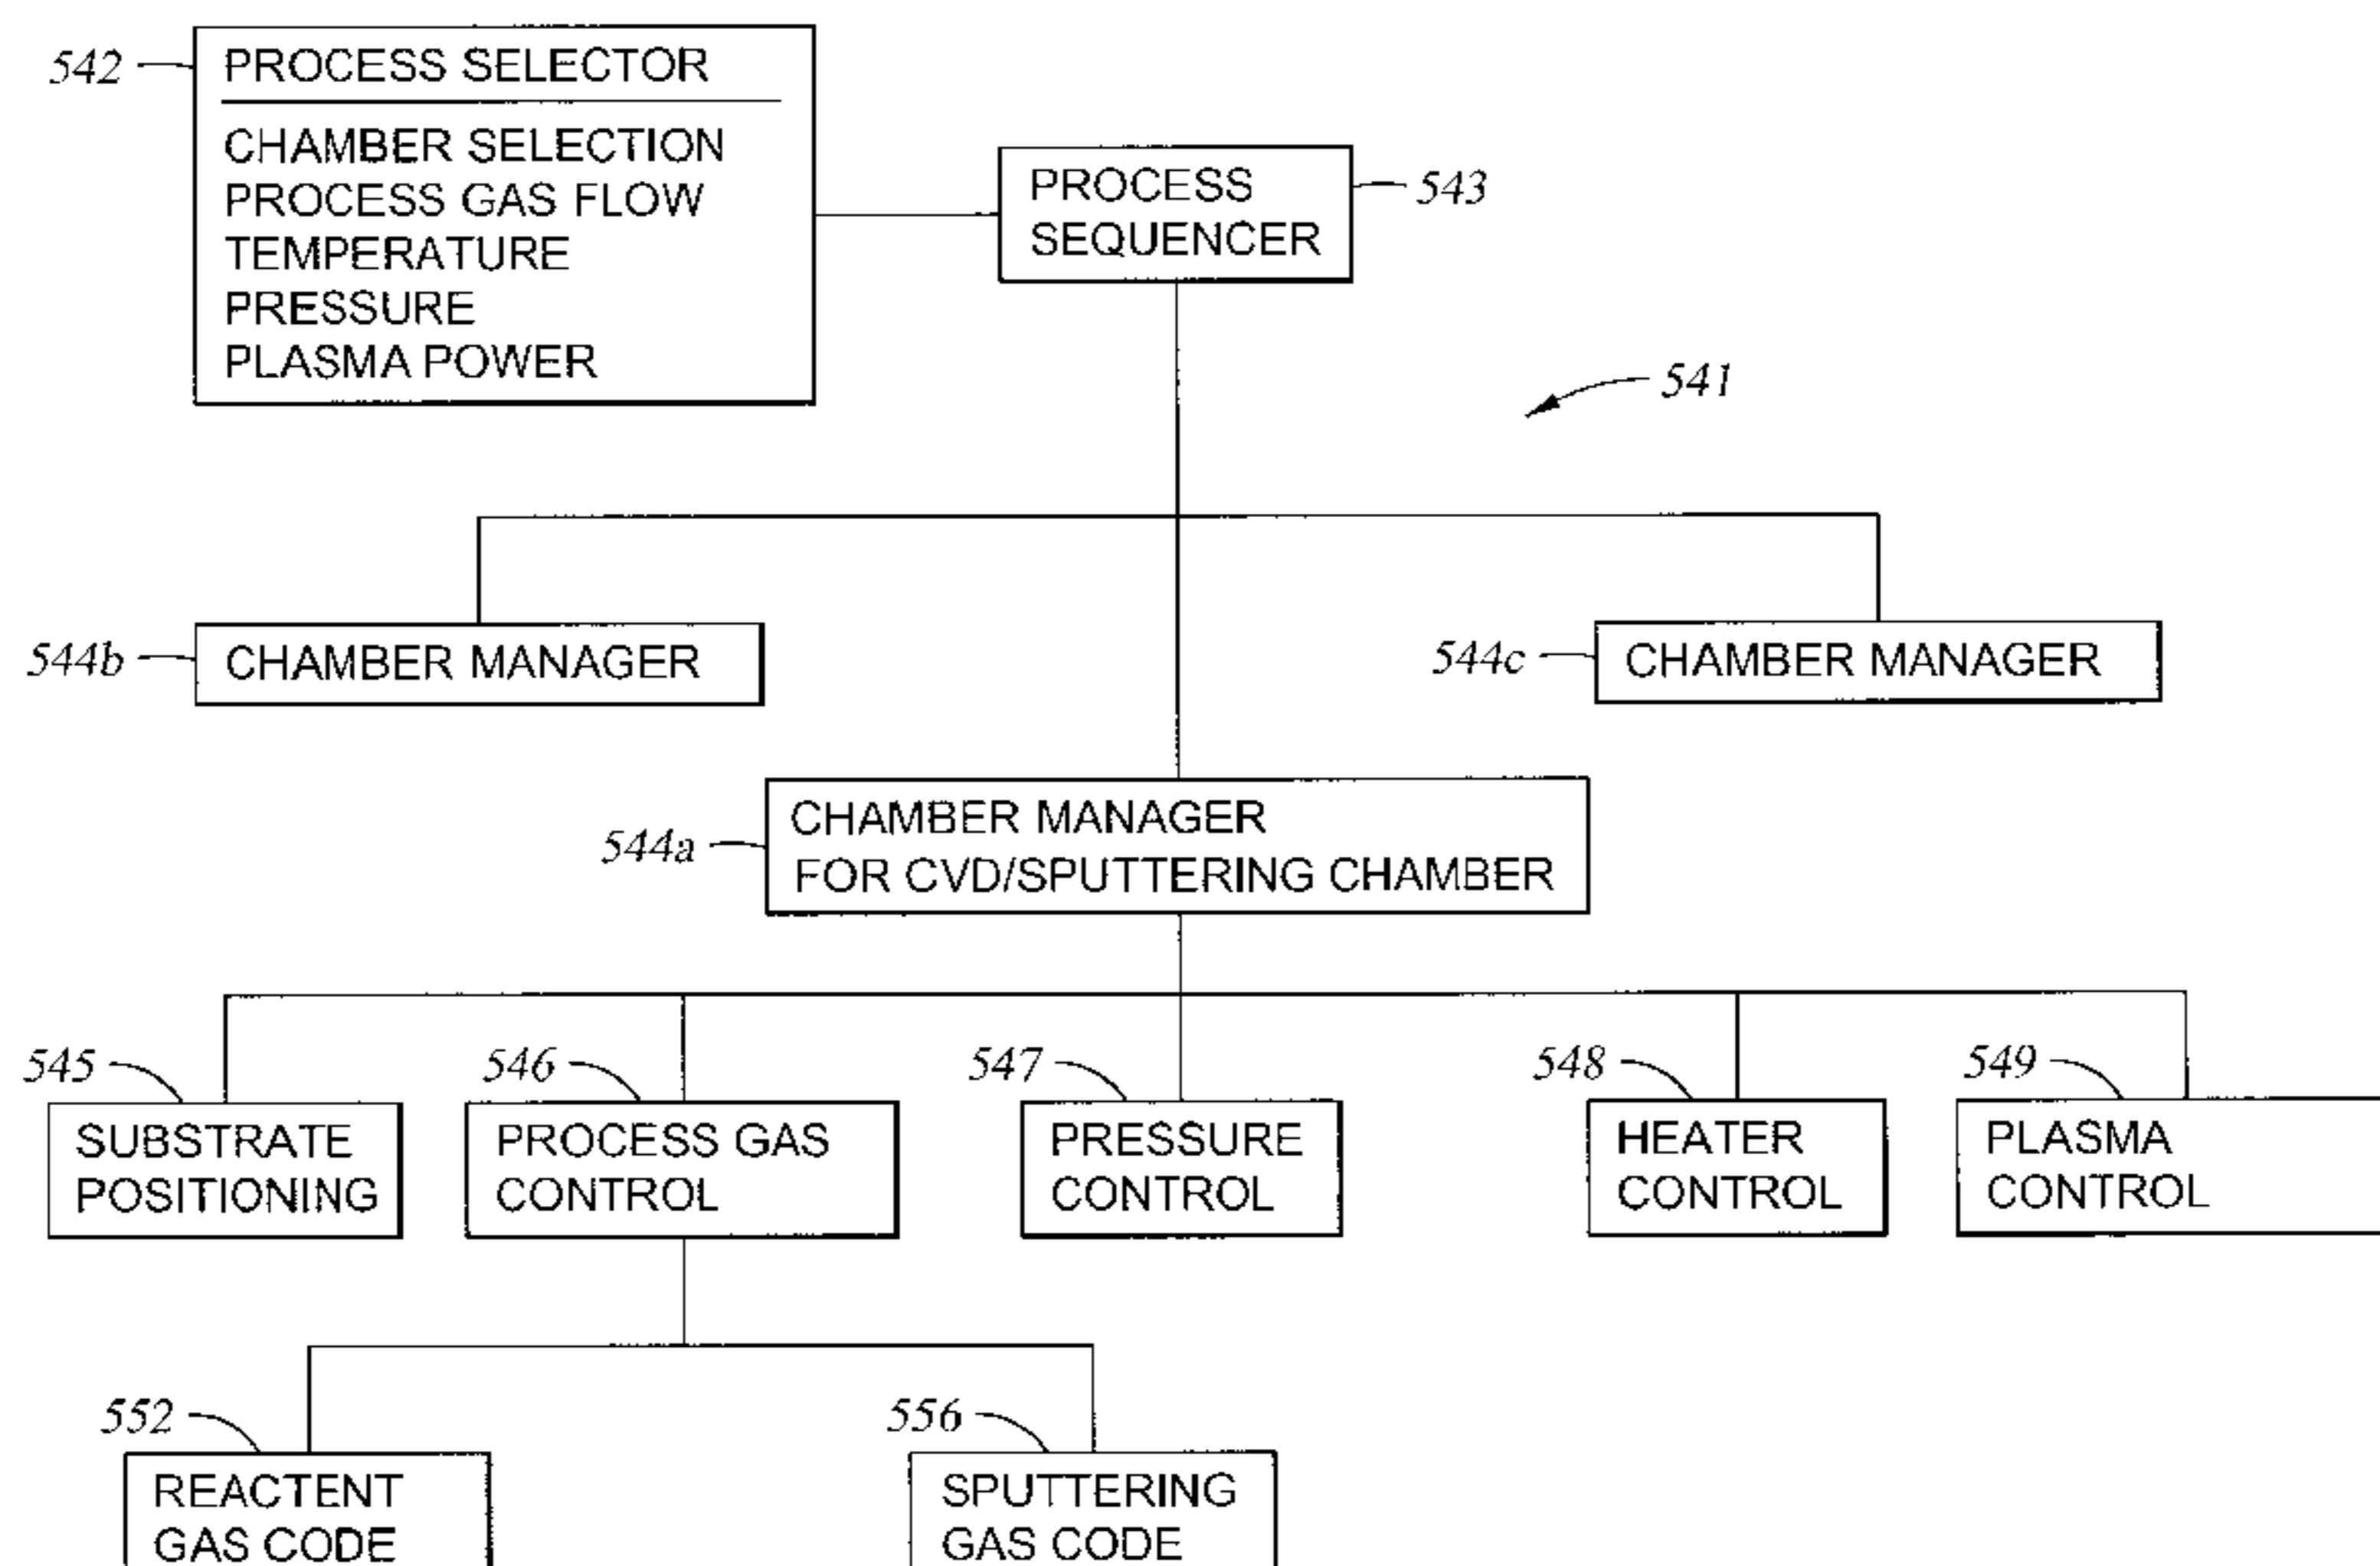 542
PROCESS SELECTOR
CHAMBER SELECTION
PROCESS GAS FLOW
TEMPERATURE
PRESSURE
PLASMA POWER
PROCESS
SEQUENCER
543
541
544b
CHAMBER MANAGER
544c
CHAMBER MANAGER
544a
CHAMBER MANAGER
FOR CVD/SPUTTERING CHAMBER
545
SUBSTRATE
POSITIONING
546
PROCESS GAS
CONTROL
547
PRESSURE
CONTROL
548
HEATER
CONTROL
549
PLASMA
CONTROL
552
REACTENT
GAS CODE
556
SPUTTERING
GAS CODE